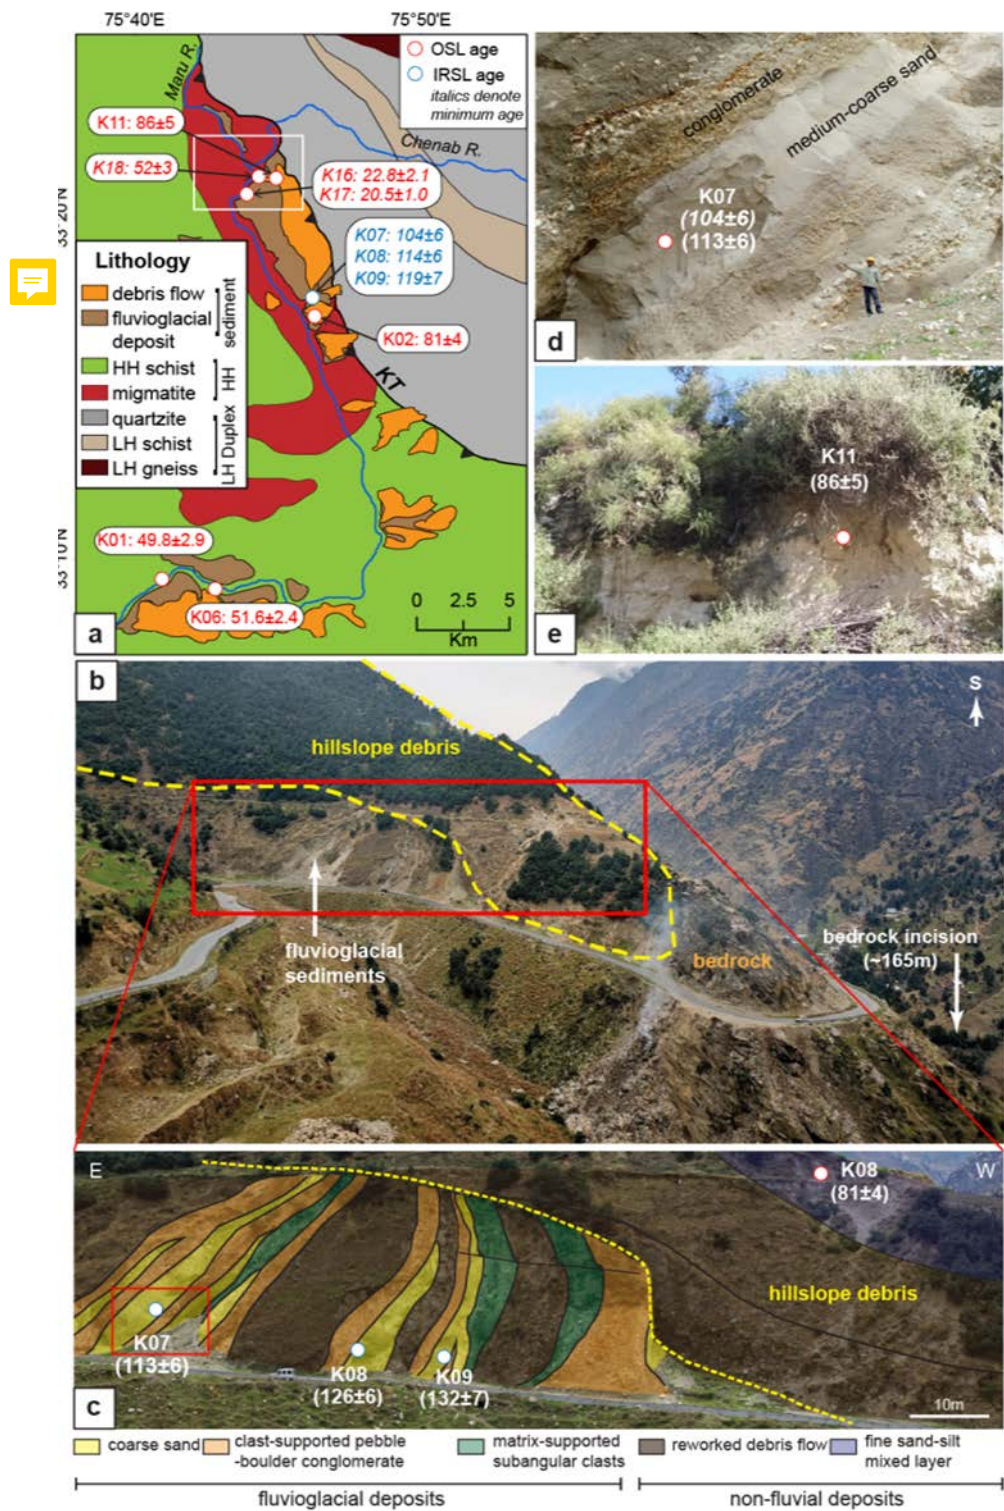 75°40'E
75°50'E
Maru R.
OSL age
IRSL age
italics denote
minimum age
K11: 86±5
Chenab R.
K18: 52±3
K16: 22.8±2.1
K17: 20.5±1.0
33°20'N
K07: 104±6
K08: 114±6
K09: 119±7
Lithology
debris flow
fluvioglacial
deposit
sediment
K02: 81±4
KT
HH schist
migmatite
HH
quartzite
LH schist
LH gneiss
LH Duplex
33°10'N
K01: 49.8±2.9
K06: 51.6±2.4
0 2.5 5
Km
a
conglomerate
medium-coarse sand
K07
(104±6)
(113±6)
d
K11
(86±5)
e
b
S
hillslope debris
fluvioglacial
sediments
bedrock
bedrock incision
(~165m)
E
W
K08
(81±4)
hillslope debris
K07
(113±6)
K08
(126±6)
K09
(132±7)
10m
c
coarse sand
clast-supported pebble
-boulder conglomerate
matrix-supported
subangular clasts
reworked debris flow
fine sand-silt
mixed layer
fluvioglacial deposits
non-fluvial deposits